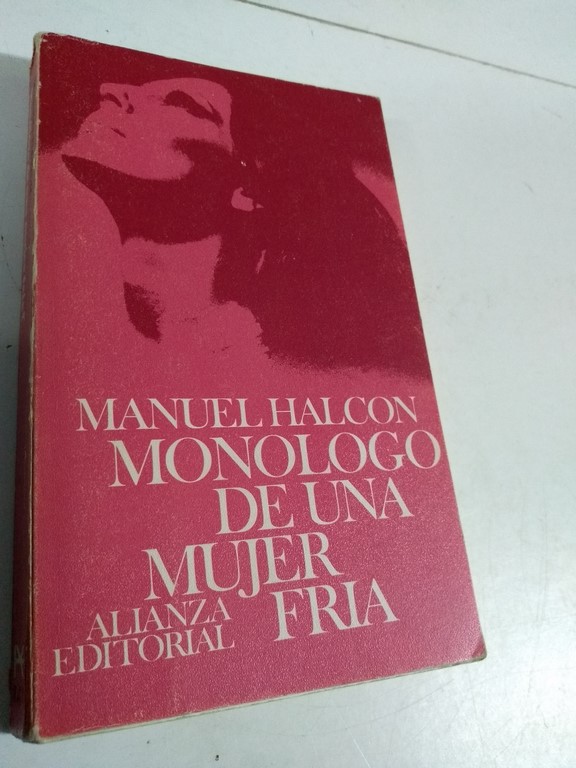 MANUEL HALCON
MONOLOGO
DE UNA
MUJER
FRIA
ALIANZA
EDITORIAL